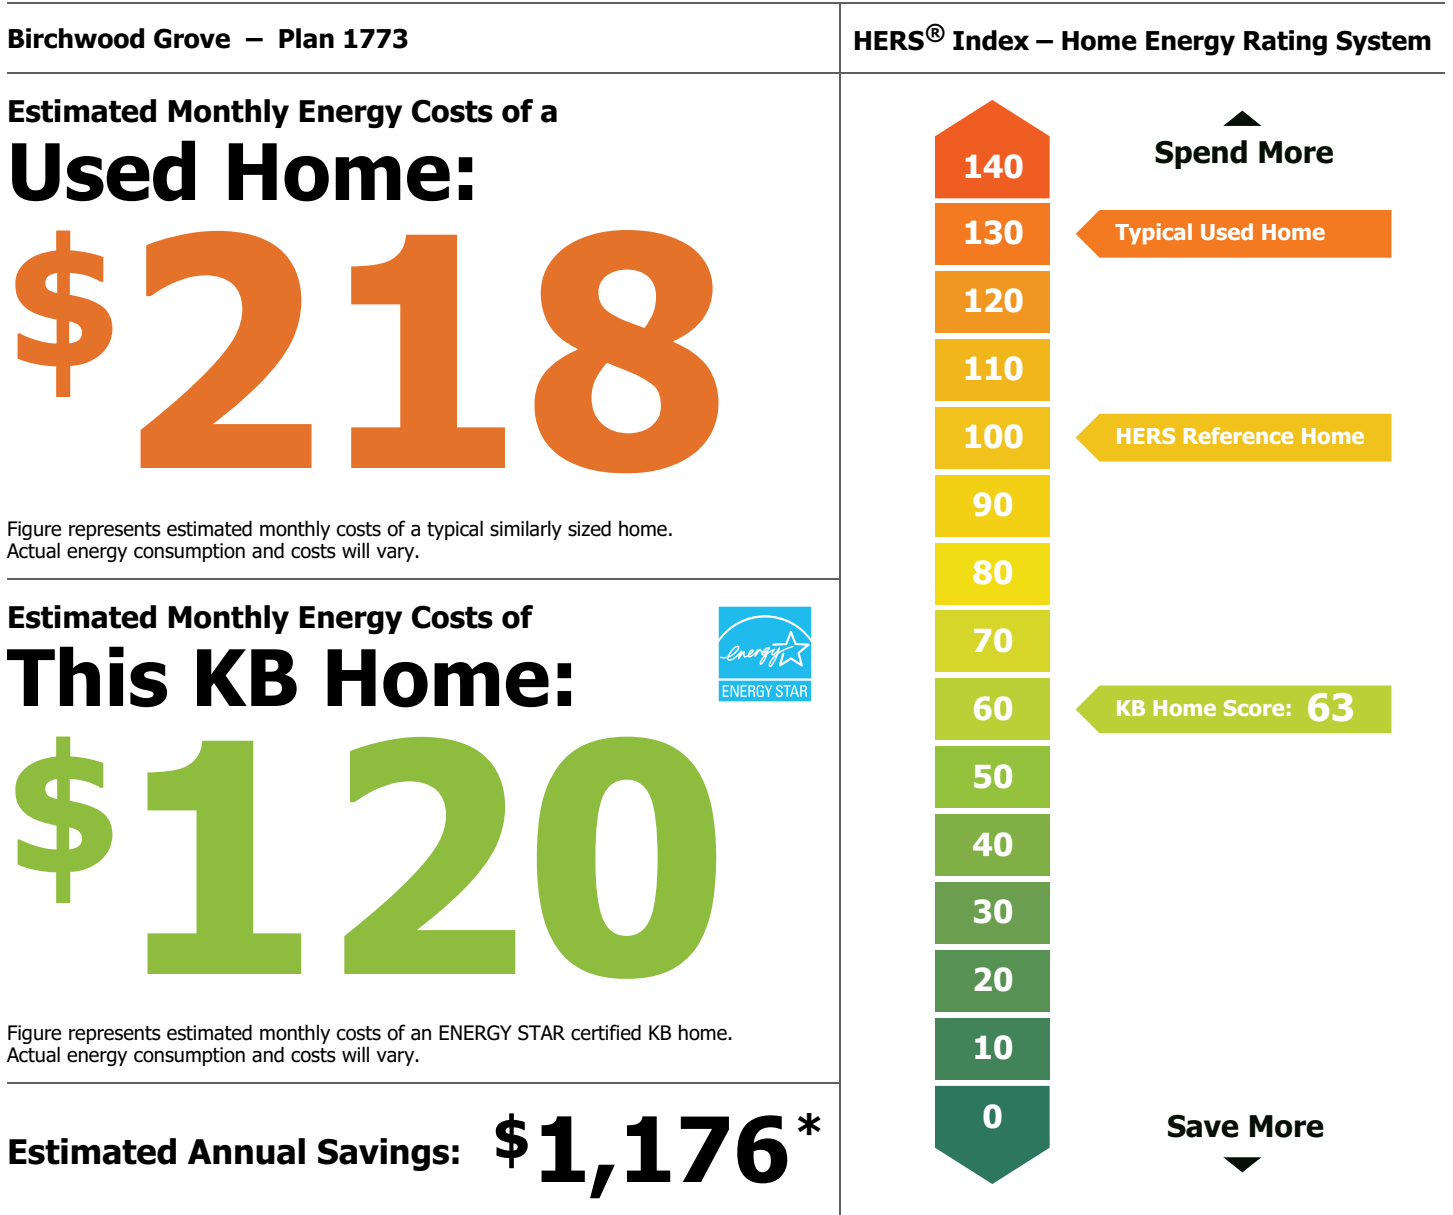 Birchwood Grove – Plan 1773
Estimated Monthly Energy Costs of a
Used Home:
$218
Figure represents estimated monthly costs of a typical similarly sized home.
Actual energy consumption and costs will vary.
Estimated Monthly Energy Costs of
This KB Home:
energy
ENERGY STAR
$120
Figure represents estimated monthly costs of an ENERGY STAR certified KB home.
Actual energy consumption and costs will vary.
Estimated Annual Savings: $1,176*
HERS® Index – Home Energy Rating System
Spend More
140
130 Typical Used Home
120
110
100 HERS Reference Home
90
80
70
60 KB Home Score: 63
50
40
30
20
10
0
Save More